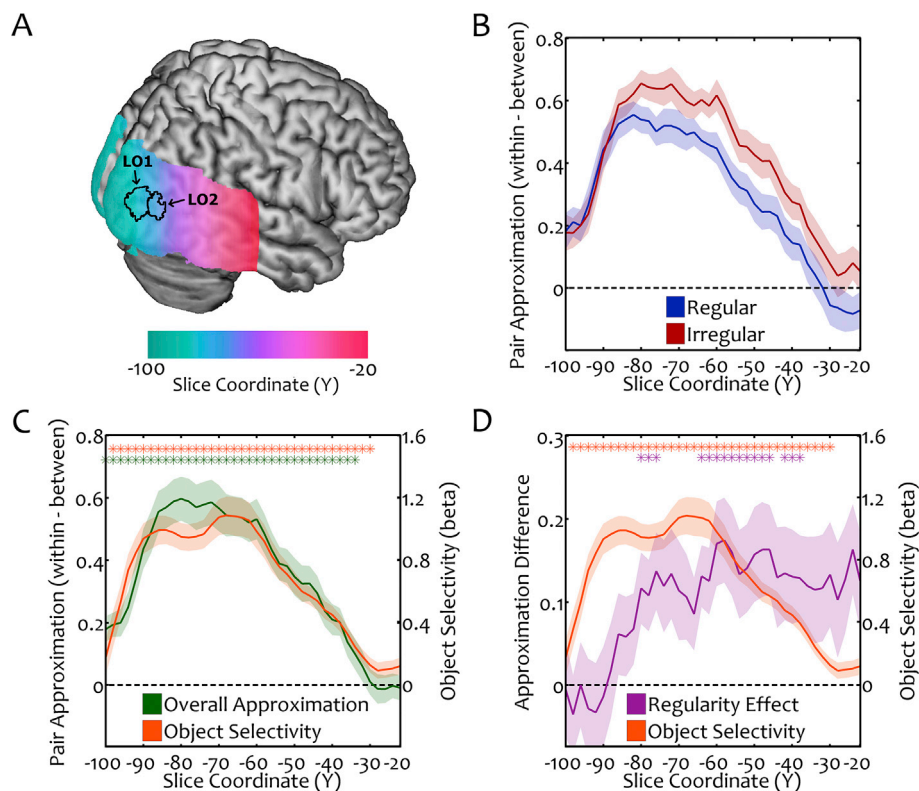 A
LO1
LO2
-100
-20
Slice Coordinate (Y)
B
Pair Approximation (within - between)
0.8
0.6
0.4
0.2
0
Regular
Irregular
-100 -90 -80 -70 -60 -50 -40 -30 -20
Slice Coordinate (Y)
C
Pair Approximation (within - between)
0.8
0.6
0.4
0.2
0
1.6
1.2
0.8
0.4
0
Object Selectivity (beta)
Overall Approximation
Object Selectivity
-100 -90 -80 -70 -60 -50 -40 -30 -20
Slice Coordinate (Y)
D
Approximation Difference
0.3
0.2
0.1
0
1.6
1.2
0.8
0.4
0
Object Selectivity (beta)
Regularity Effect
Object Selectivity
-100 -90 -80 -70 -60 -50 -40 -30 -20
Slice Coordinate (Y)